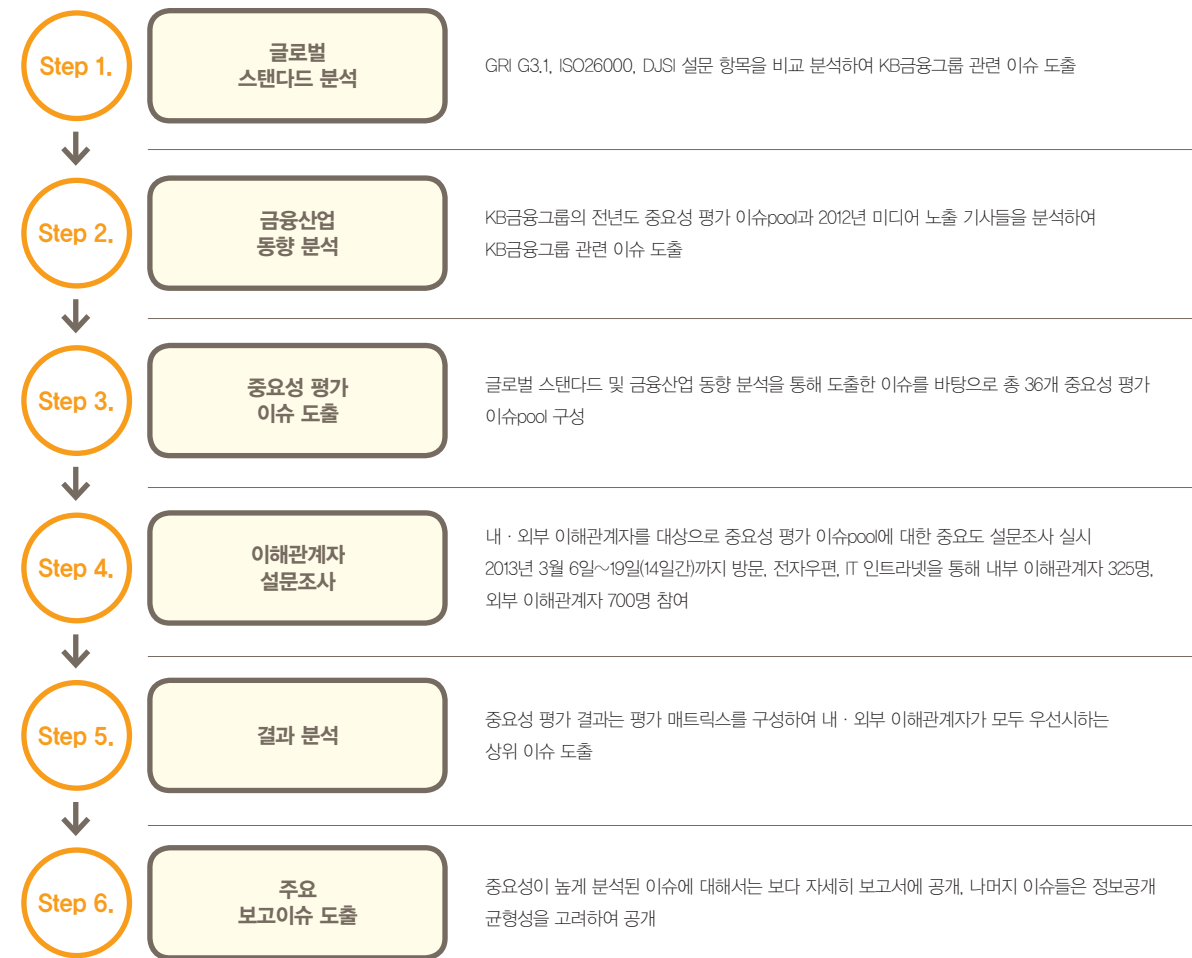 Step 1.
글로벌
스탠다드 분석
GRI G3.1, ISO26000, DJSI 설문 항목을 비교 분석하여 KB금융그룹 관련 이슈 도출
Step 2.
금융산업
동향 분석
KB금융그룹의 전년도 중요성 평가 이슈pool과 2012년 미디어 노출 기사들을 분석하여
KB금융그룹 관련 이슈 도출
Step 3.
중요성 평가
이슈 도출
글로벌 스탠다드 및 금융산업 동향 분석을 통해 도출한 이슈를 바탕으로 총 36개 중요성 평가
이슈pool 구성
Step 4.
이해관계자
설문조사
내 · 외부 이해관계자를 대상으로 중요성 평가 이슈pool에 대한 중요도 설문조사 실시
2013년 3월 6일~19일(14일간)까지 방문, 전자우편, IT 인트라넷을 통해 내부 이해관계자 325명,
외부 이해관계자 700명 참여
Step 5.
결과 분석
중요성 평가 결과는 평가 매트릭스를 구성하여 내 · 외부 이해관계자가 모두 우선시하는
상위 이슈 도출
Step 6.
주요
보고이슈 도출
중요성이 높게 분석된 이슈에 대해서는 보다 자세히 보고서에 공개, 나머지 이슈들은 정보공개
균형성을 고려하여 공개